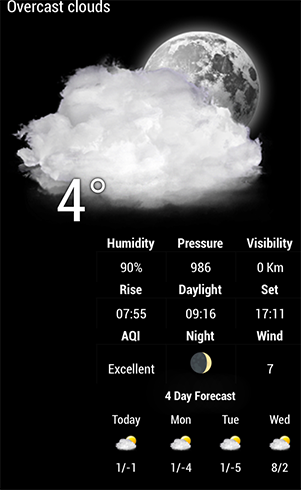 Overcast clouds
4°
Humidity Pressure Visibility
90% 986 0 Km
Rise Daylight Set
07:55 09:16 17:11
AQI Night Wind
Excellent 7
4 Day Forecast
Today Mon Tue Wed
1/-1 1/-4 1/-5 8/2